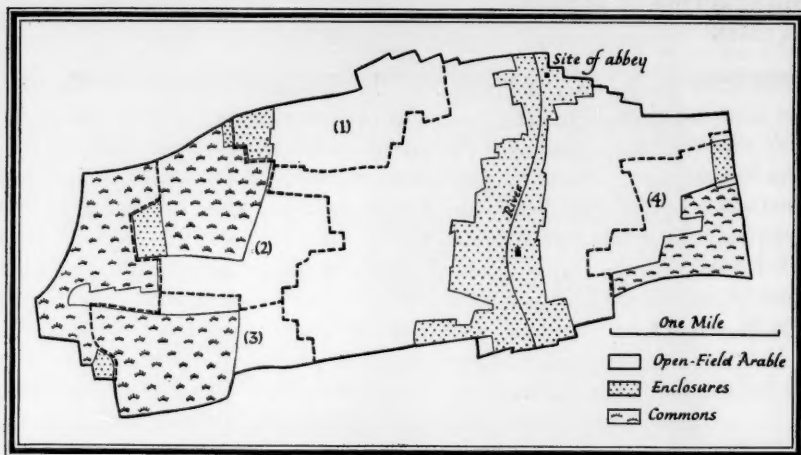 Site of abbey
(1)
(4)
River
(2)
(3)
One Mile
Open-Field Arable
Enclosures
Commons